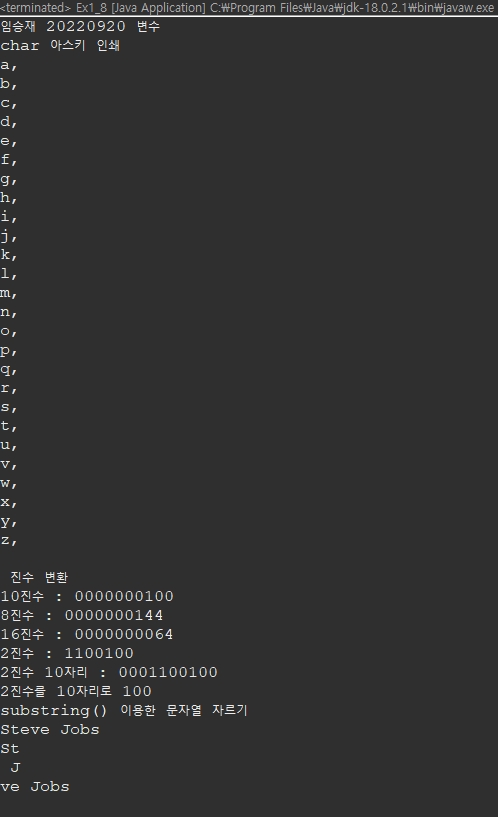 <terminated> Ex1_8 [Java Application] C:\Program Files\Java\jdk-18.0.2.1\bin\javaw.exe
임승재 20220920 변수
char 아스키 인쇄
a,
b,
c,
d,
e,
f,
g,
h,
i,
j,
k,
l,
m,
n,
o,
p,
q,
r,
s,
t,
u,
v,
w,
x,
y,
z,
진수 변환
10진수 : 0000000100
8진수 : 0000000144
16진수 : 0000000064
2진수 : 1100100
2진수 10자리 : 0001100100
2진수를 10자리로 100
substring() 이용한 문자열 자르기
Steve Jobs
St
J
ve Jobs